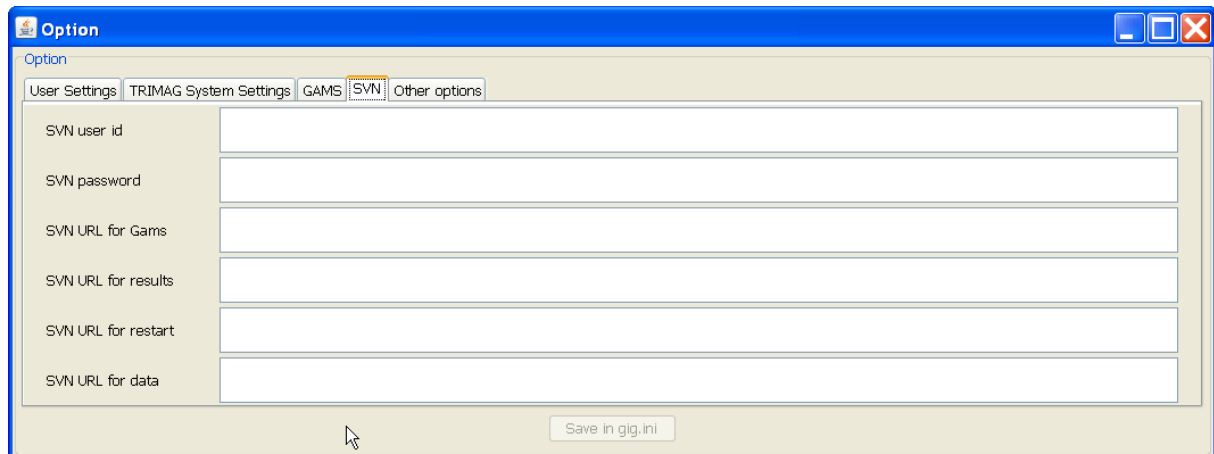 Option
Option
User Settings TRIMAG System Settings GAMS SVN Other options
SVN user id
SVN password
SVN URL for Gams
SVN URL for results
SVN URL for restart
SVN URL for data
Save in gig.ini